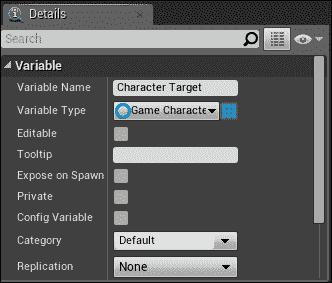 Details
Search
Variable
Variable Name Character Target
Variable Type Game Characte
Editable
Tooltip
Expose on Spawn
Private
Config Variable
Category Default
Replication None